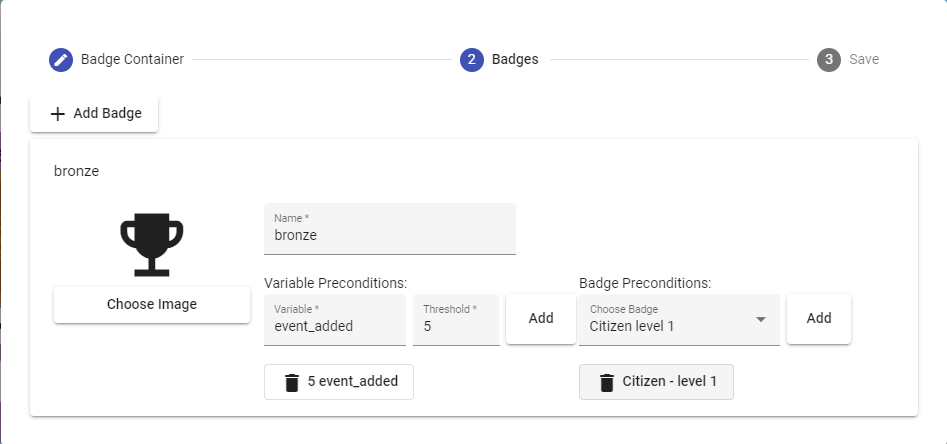 Badge Container
2 Badges
3 Save
+ Add Badge
bronze
Name *
bronze
Choose Image
Variable Preconditions:
Variable *
event_added
Threshold *
5
Add
Badge Preconditions:
Choose Badge
Citizen level 1
Add
5 event_added
Citizen - level 1